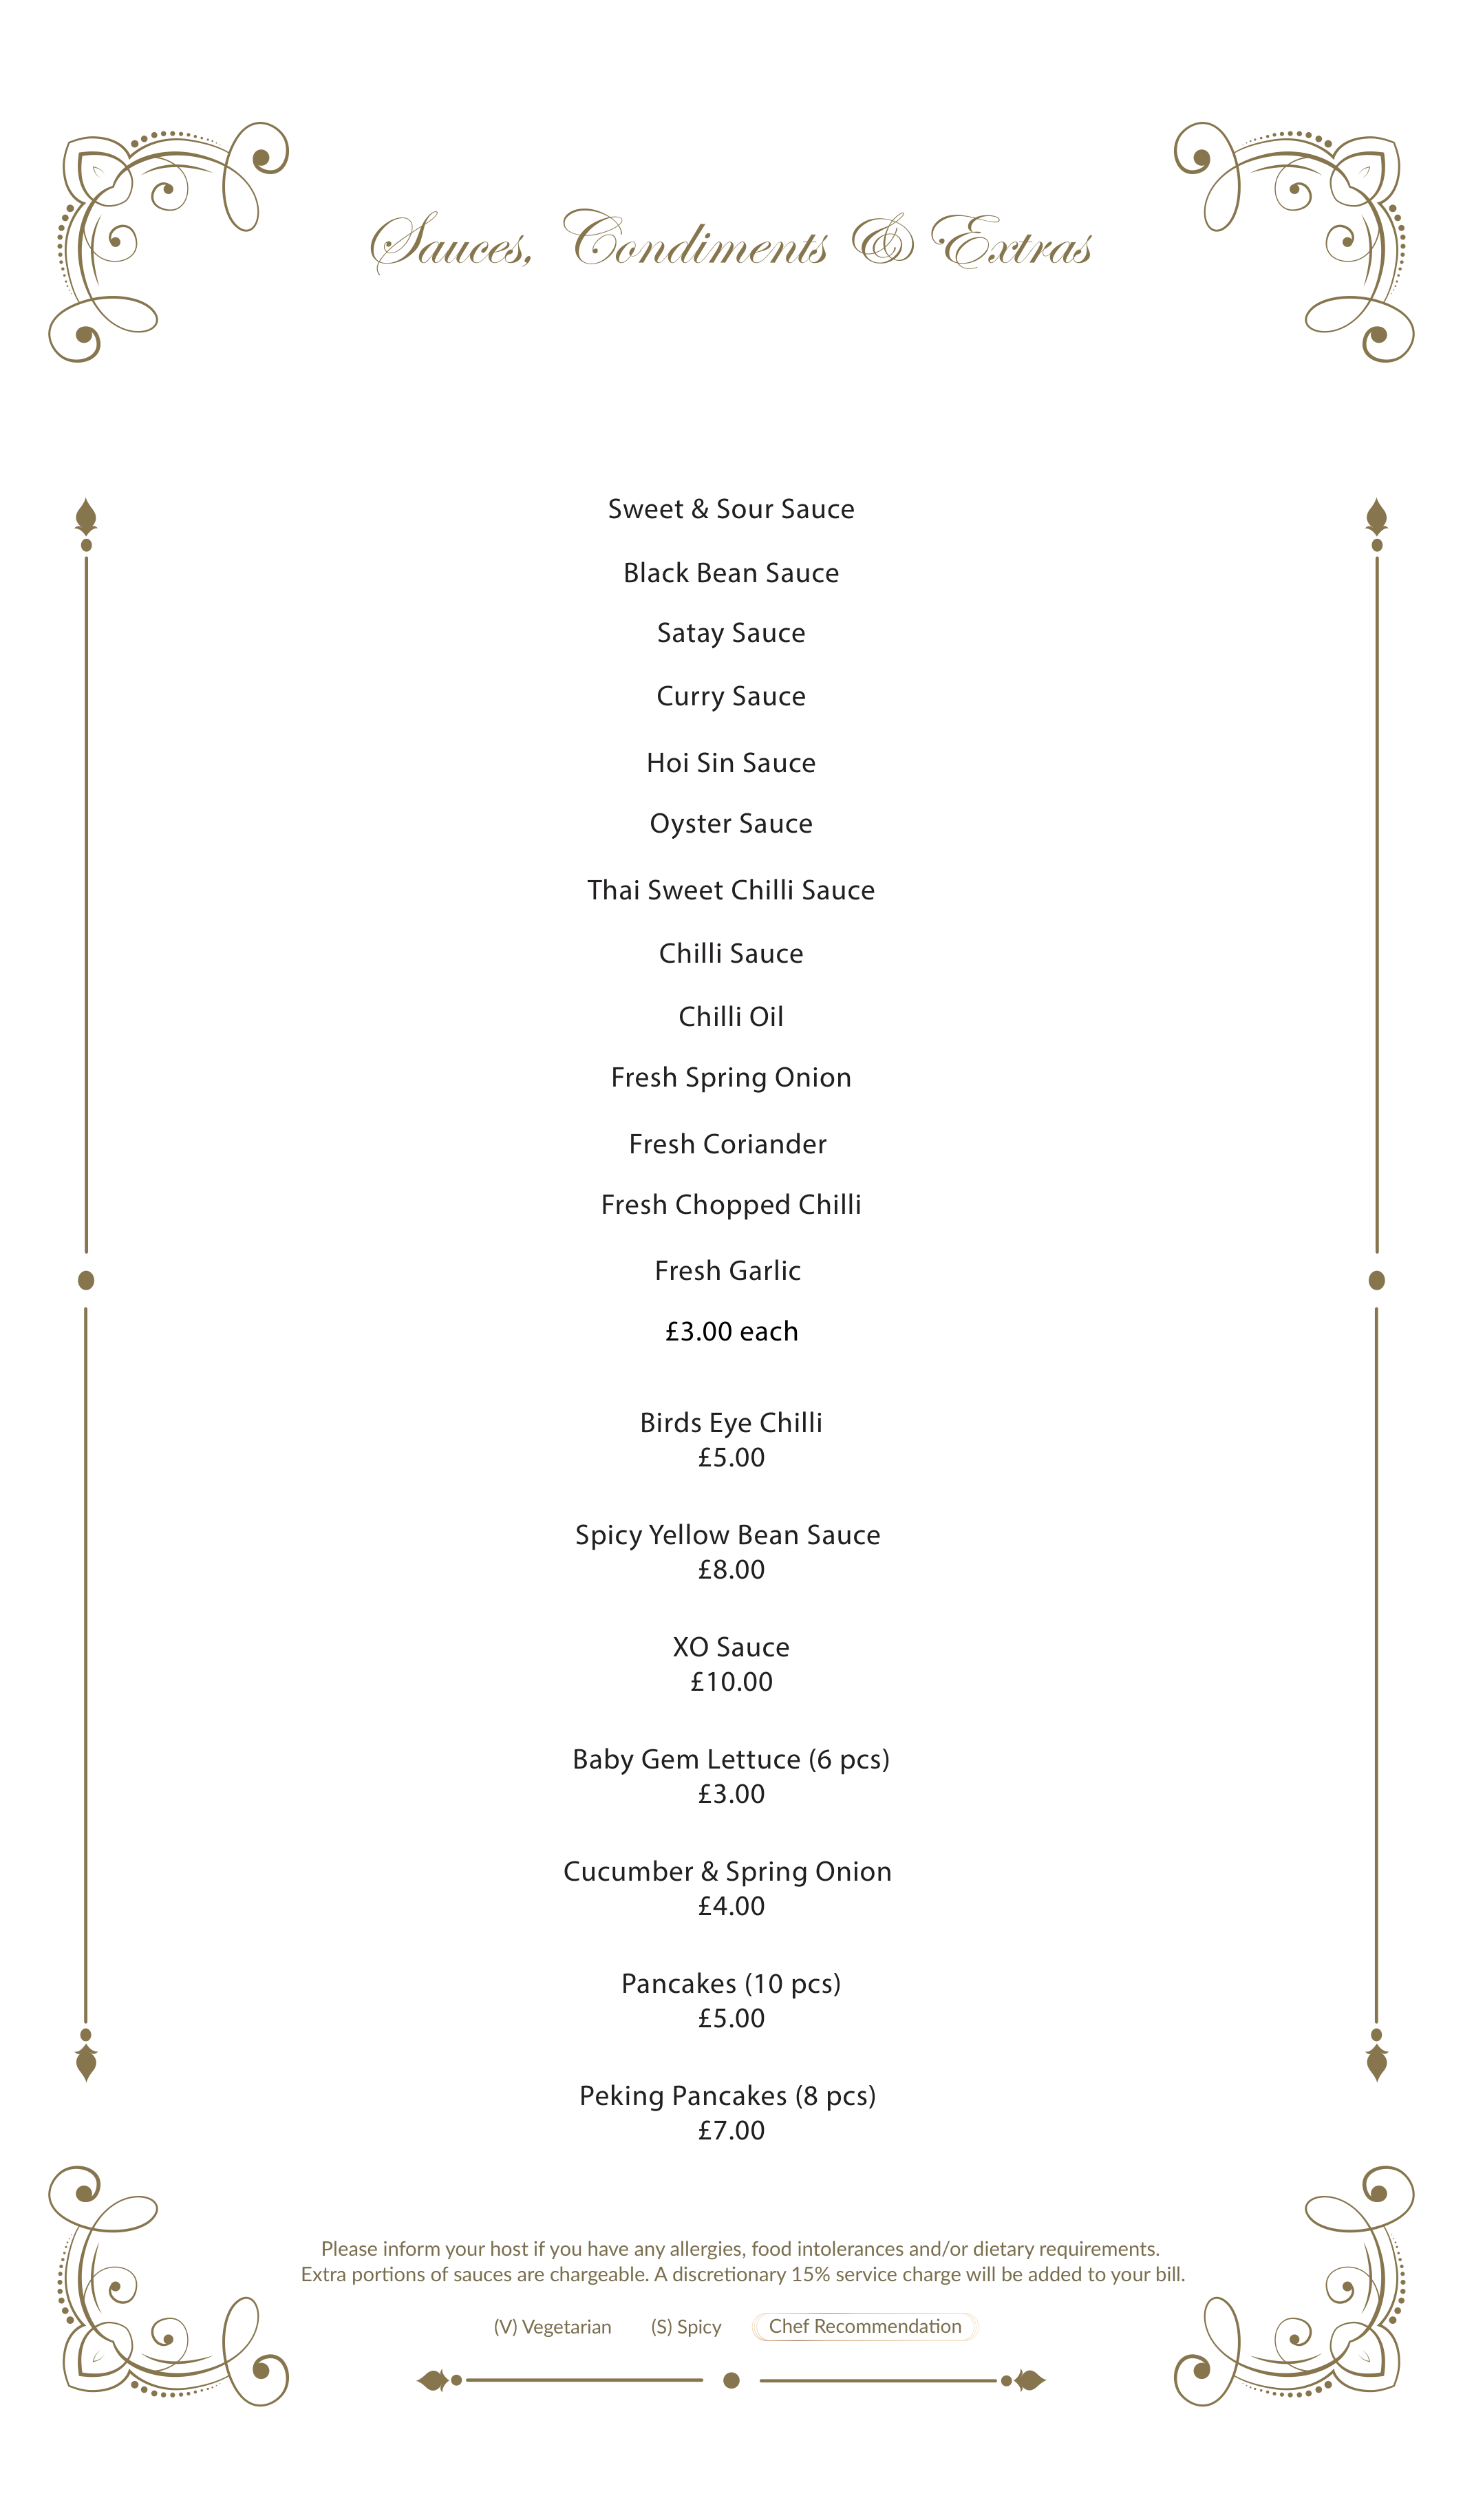 Sauces, Condiments & Extras
Sweet & Sour Sauce
Black Bean Sauce
Satay Sauce
Curry Sauce
Hoi Sin Sauce
Oyster Sauce
Thai Sweet Chilli Sauce
Chilli Sauce
Chilli Oil
Fresh Spring Onion
Fresh Coriander
Fresh Chopped Chilli
Fresh Garlic
£3.00 each
Birds Eye Chilli
£5.00
Spicy Yellow Bean Sauce
£8.00
XO Sauce
£10.00
Baby Gem Lettuce (6 pcs)
£3.00
Cucumber & Spring Onion
£4.00
Pancakes (10 pcs)
£5.00
Peking Pancakes (8 pcs)
£7.00
Please inform your host if you have any allergies, food intolerances and/or dietary requirements.
Extra portions of sauces are chargeable. A discretionary 15% service charge will be added to your bill.
(V) Vegetarian (S) Spicy Chef Recommendation